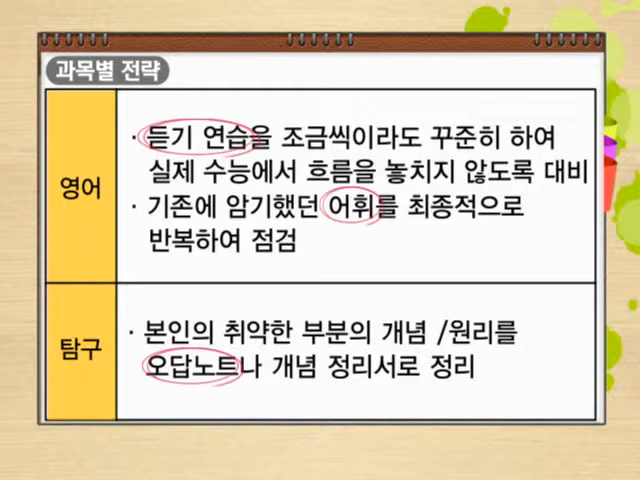 과목별 전략
영어
· 듣기 연습을 조금씩이라도 꾸준히 하여
실제 수능에서 흐름을 놓치지 않도록 대비
· 기존에 암기했던 어휘를 최종적으로
반복하여 점검
탐구
· 본인의 취약한 부분의 개념 /원리를
오답노트나 개념 정리서로 정리